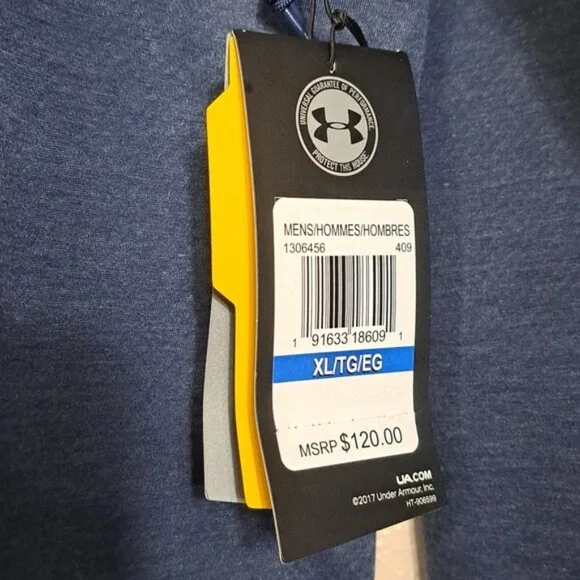 UNIVERSAL GUARANTEE OF PERFORMANCE
PROTECT THIS HOUSE
MENS/HOMMES/HOMBRES
1306456 409
1 91633 18609 1
XL/TG/EG
MSRP $120.00
UA.COM
©2017 Under Armour, Inc.
HT-906599